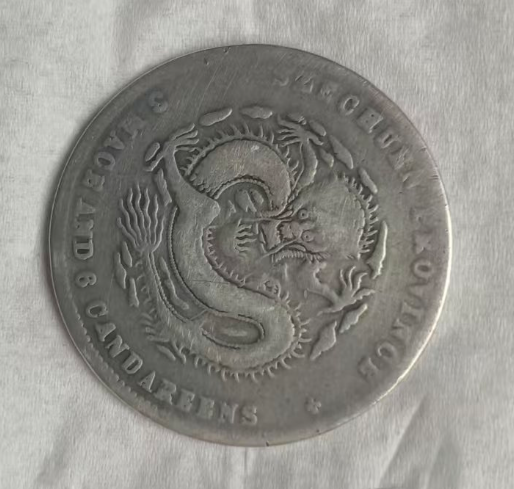 SZECHUEN PROVINCE
3 MACE AND 6 CANDAREENS